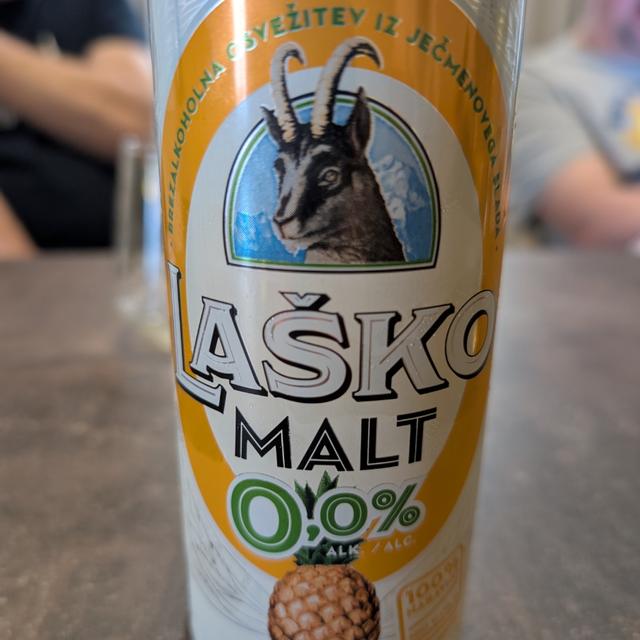 BREZALKOHOLNA OSVEŽITEV IZ JEČMENOVEGA SLADA
LAŠKO
MALT
0,0%
ALK. / ALC.
100%